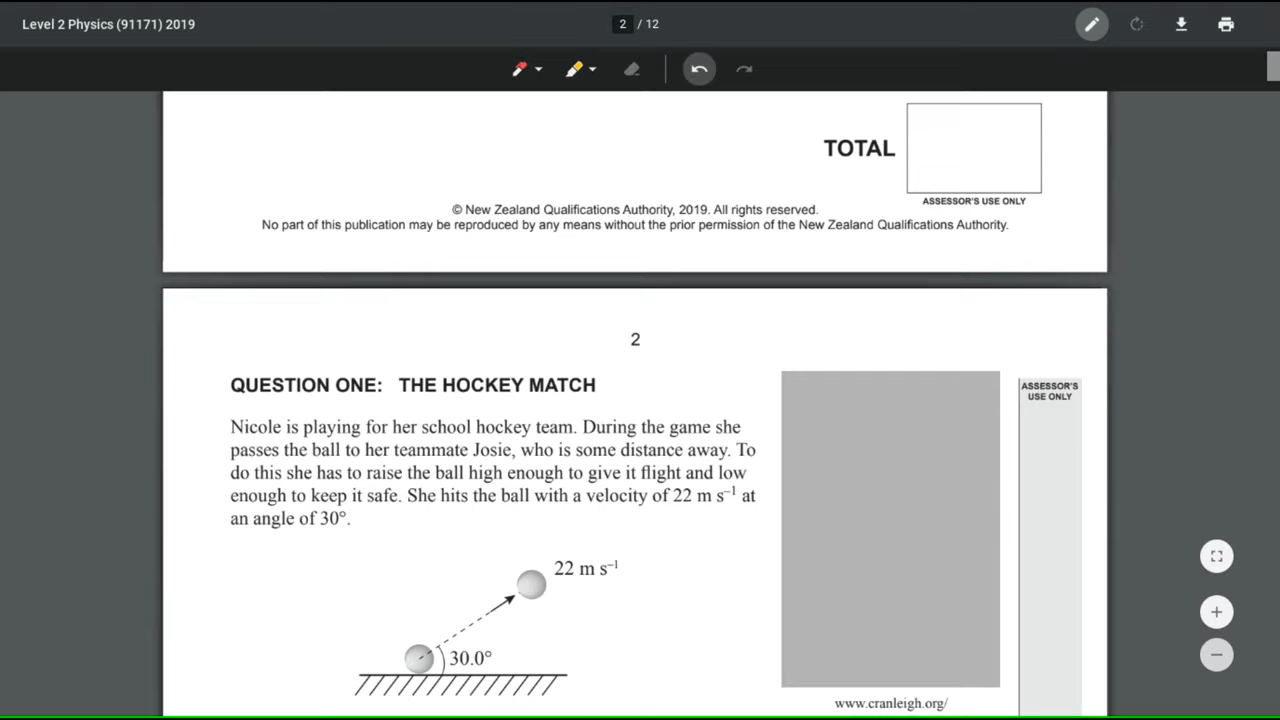 Level 2 Physics (91171) 2019
2 / 12
TOTAL
ASSESSOR'S USE ONLY
© New Zealand Qualifications Authority, 2019. All rights reserved.
No part of this publication may be reproduced by any means without the prior permission of the New Zealand Qualifications Authority.
2
QUESTION ONE: THE HOCKEY MATCH
Nicole is playing for her school hockey team. During the game she
passes the ball to her teammate Josie, who is some distance away. To
do this she has to raise the ball high enough to give it flight and low
enough to keep it safe. She hits the ball with a velocity of 22 m s⁻¹ at
an angle of 30°.
ASSESSOR'S
USE ONLY
22 m s⁻¹
30.0°
www.cranleigh.org/